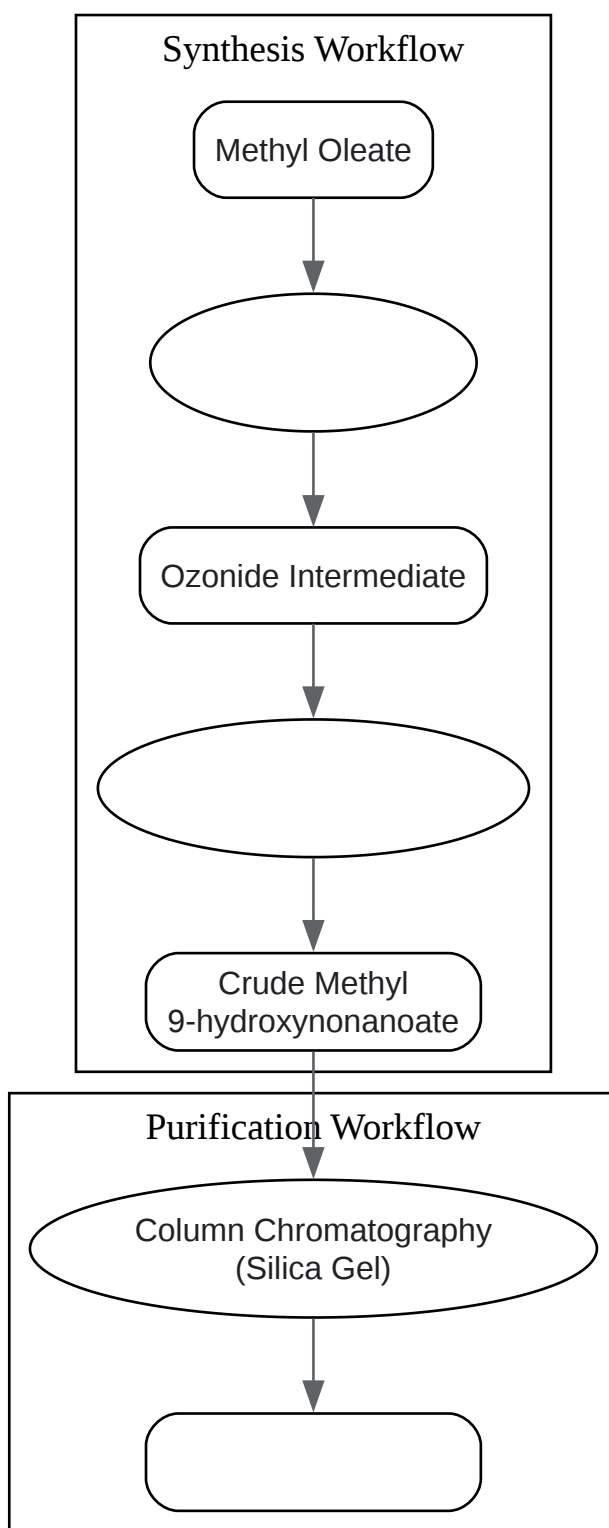 Synthesis Workflow
Methyl Oleate
Ozonide Intermediate
Crude Methyl
9-hydroxynonanoate
Purification Workflow
Column Chromatography
(Silica Gel)